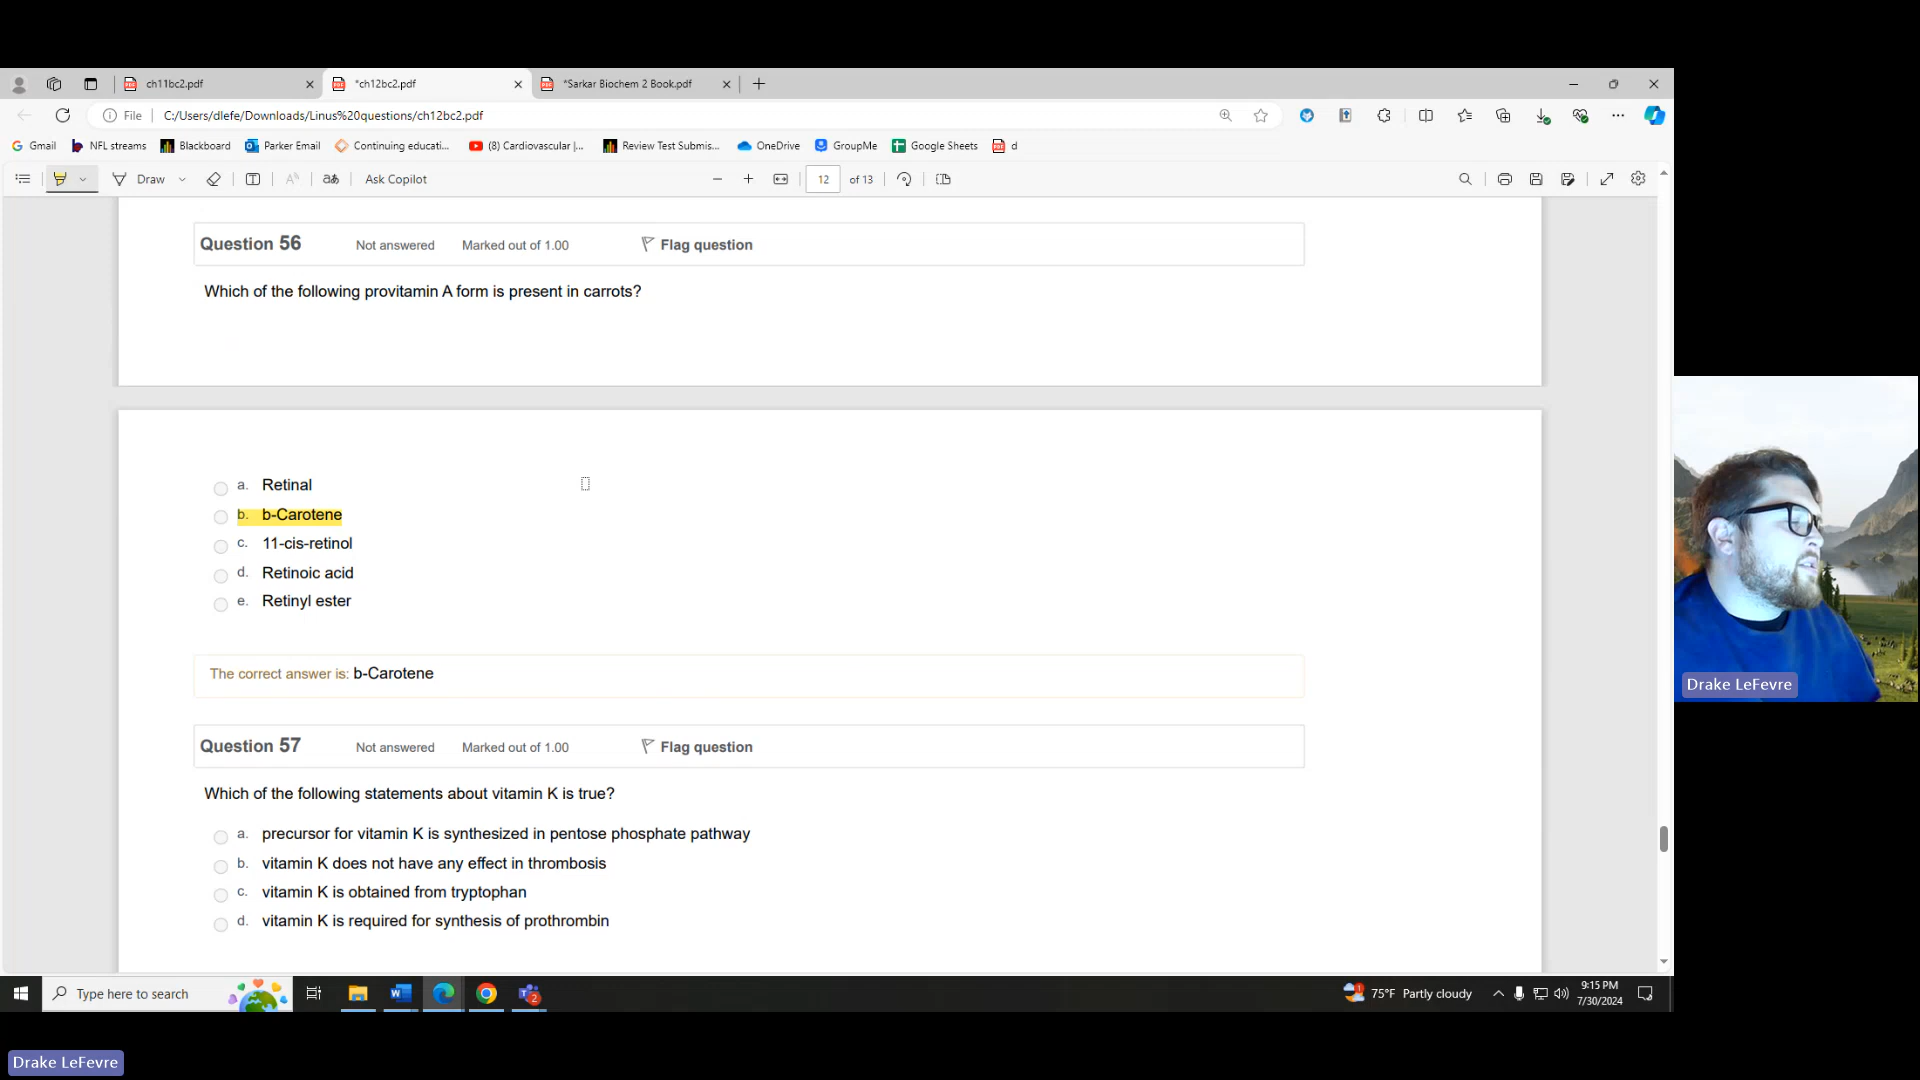 ch11bc2.pdf
*ch12bc2.pdf
*Sarkar Biochem 2 Book.pdf
File C:/Users/dlefe/Downloads/Linus%20questions/ch12bc2.pdf
Gmail NFL streams Blackboard Parker Email Continuing educati... (8) Cardiovascular |... Review Test Submis... OneDrive GroupMe Google Sheets d
Draw Ask Copilot 12 of 13
Question 56 Not answered Marked out of 1.00 Flag question
Which of the following provitamin A form is present in carrots?
a. Retinal
b. b-Carotene
c. 11-cis-retinol
d. Retinoic acid
e. Retinyl ester
The correct answer is: b-Carotene
Question 57 Not answered Marked out of 1.00 Flag question
Which of the following statements about vitamin K is true?
a. precursor for vitamin K is synthesized in pentose phosphate pathway
b. vitamin K does not have any effect in thrombosis
c. vitamin K is obtained from tryptophan
d. vitamin K is required for synthesis of prothrombin
Drake LeFevre
Type here to search
75°F Partly cloudy
9:15 PM
7/30/2024
Drake LeFevre